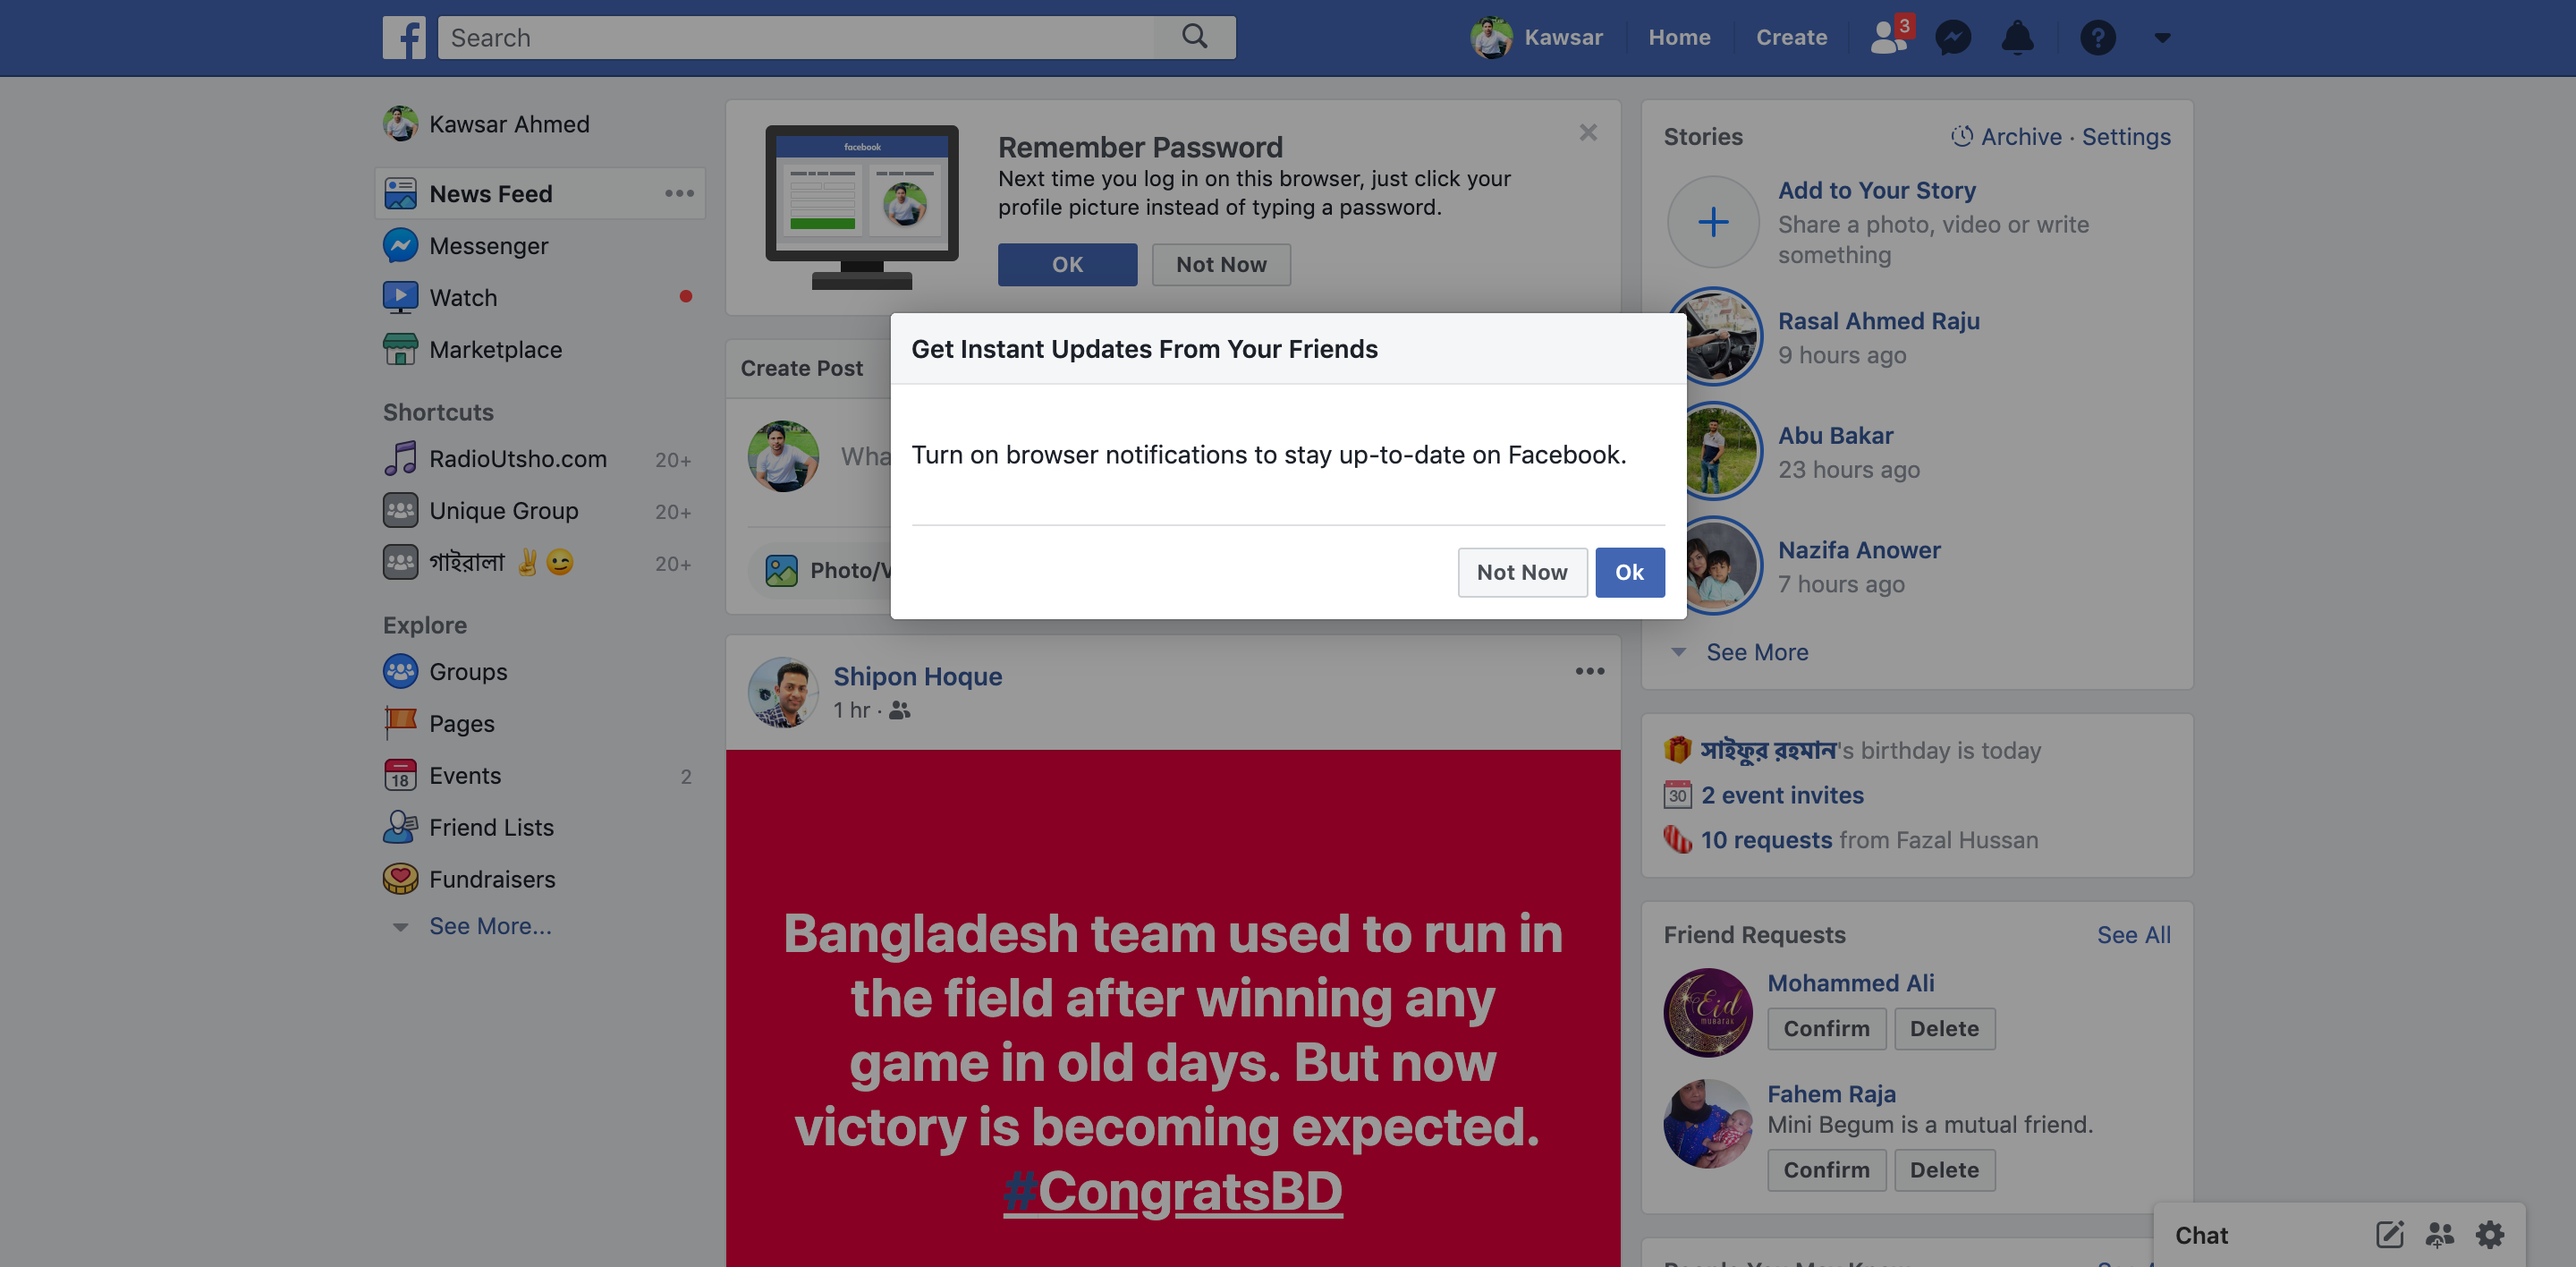 Search
Kawsar
Home
Create
3
Kawsar Ahmed
News Feed
Messenger
Watch
Marketplace
Shortcuts
RadioUtsho.com 20+
Unique Group 20+
গাইরালা ✌️😉 20+
Explore
Groups
Pages
18
Events 2
Friend Lists
Fundraisers
See More...
facebook
Remember Password
Next time you log in on this browser, just click your
profile picture instead of typing a password.
OK
Not Now
Create Post
Wha
Photo/V
Get Instant Updates From Your Friends
Turn on browser notifications to stay up-to-date on Facebook.
Not Now
Ok
Shipon Hoque
1 hr ·
Bangladesh team used to run in
the field after winning any
game in old days. But now
victory is becoming expected.
#CongratsBD
Stories
Archive · Settings
Add to Your Story
Share a photo, video or write
something
Rasal Ahmed Raju
9 hours ago
Abu Bakar
23 hours ago
Nazifa Anower
7 hours ago
See More
সাইফুর রহমান's birthday is today
30
2 event invites
10 requests from Fazal Hussan
Friend Requests
See All
Mohammed Ali
Eid
MUBARAK
Confirm
Delete
Fahem Raja
Mini Begum is a mutual friend.
Confirm
Delete
Chat